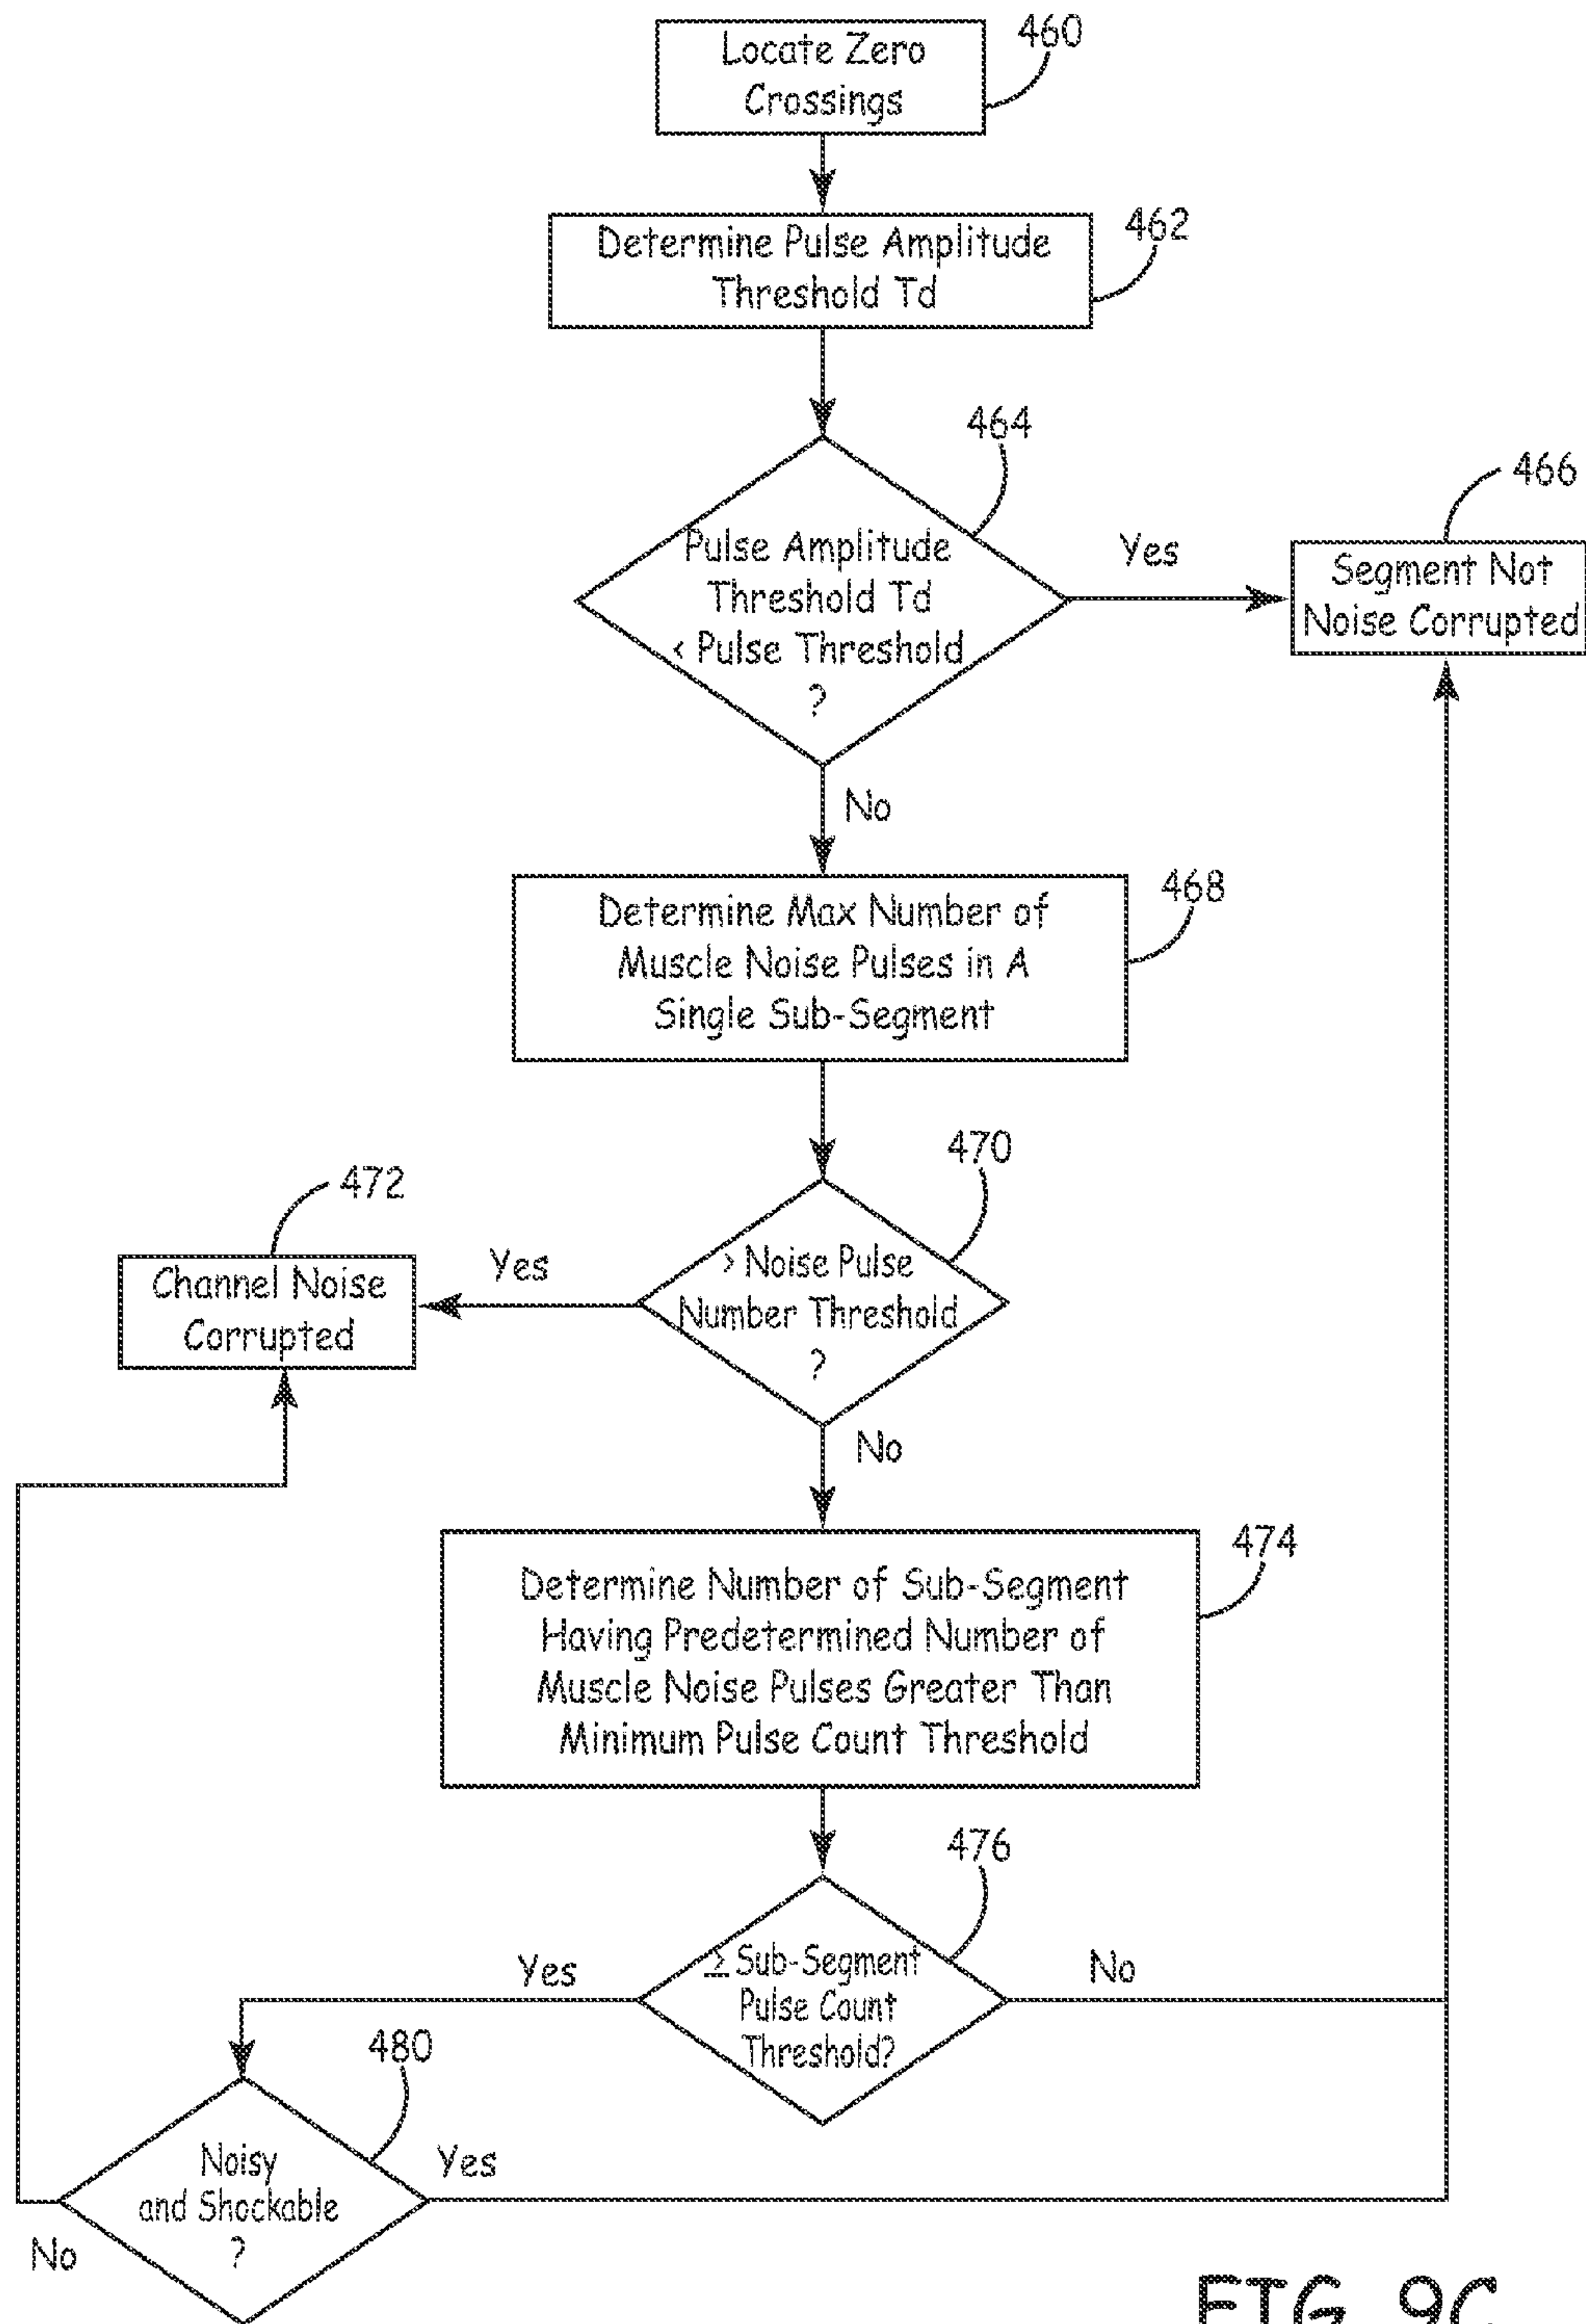 460
Locate Zero
Crossings
462
Determine Pulse Amplitude
Threshold Td
464
Pulse Amplitude
Threshold Td
< Pulse Threshold
?
Yes
466
Segment Not
Noise Corrupted
No
468
Determine Max Number of
Muscle Noise Pulses in A
Single Sub-Segment
470
> Noise Pulse
Number Threshold
?
Yes
472
Channel Noise
Corrupted
No
474
Determine Number of Sub-Segment
Having Predetermined Number of
Muscle Noise Pulses Greater Than
Minimum Pulse Count Threshold
476
≥ Sub-Segment
Pulse Count
Threshold?
Yes
No
480
Noisy
and Shockable
?
Yes
No
FIG. 9C